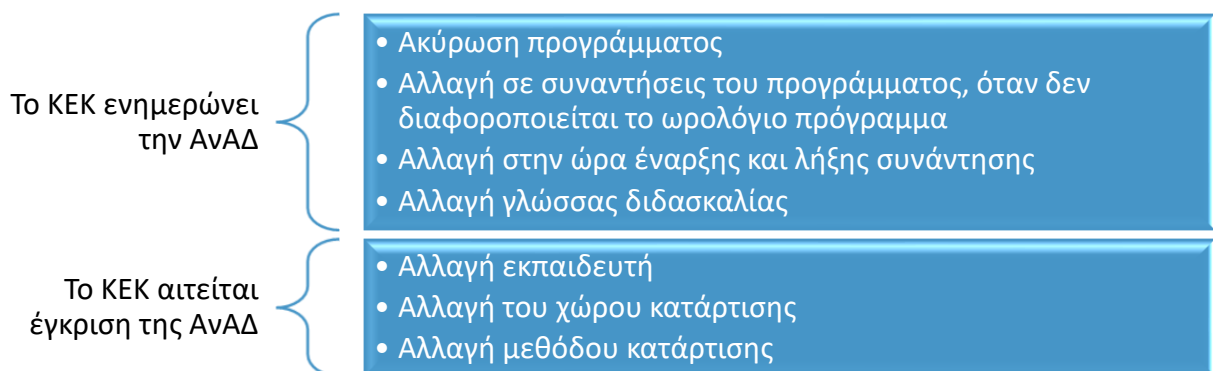 Το ΚΕΚ ενημερώνει
την ΑνΑΔ
• Ακύρωση προγράμματος
• Αλλαγή σε συναντήσεις του προγράμματος, όταν δεν
διαφοροποιείται το ωρολόγιο πρόγραμμα
• Αλλαγή στην ώρα έναρξης και λήξης συνάντησης
• Αλλαγή γλώσσας διδασκαλίας
Το ΚΕΚ αιτείται
έγκριση της ΑνΑΔ
• Αλλαγή εκπαιδευτή
• Αλλαγή του χώρου κατάρτισης
• Αλλαγή μεθόδου κατάρτισης